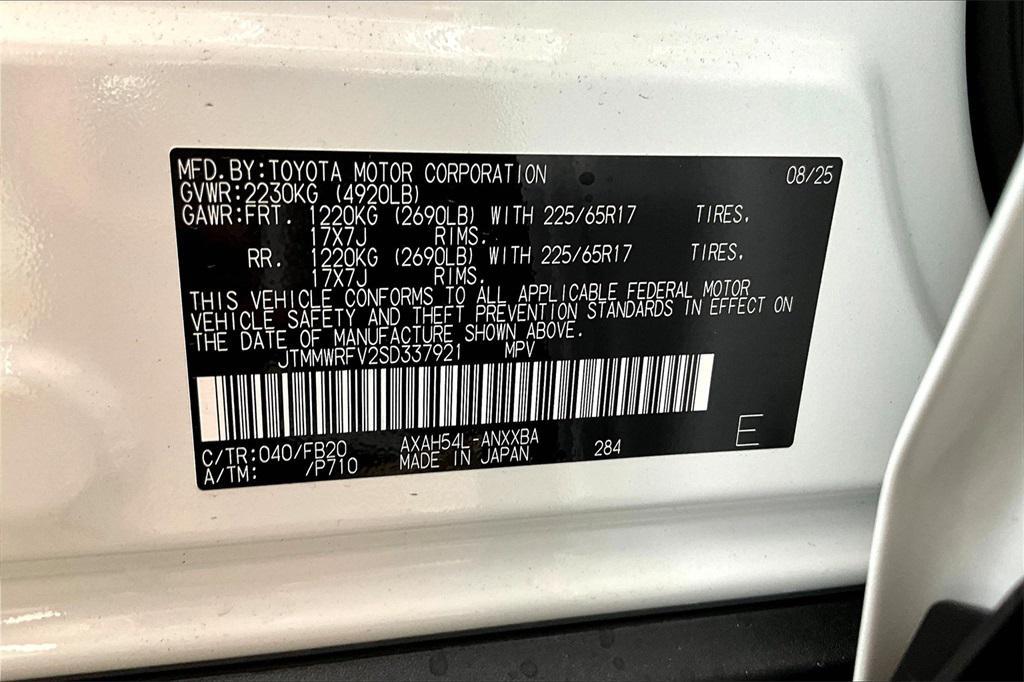 MFD.BY:TOYOTA MOTOR CORPORATION 08/25
GVWR:2230KG (4920LB)
GAWR:FRT. 1220KG (2690LB) WITH 225/65R17 TIRES.
17X7J RIMS.
RR. 1220KG (2690LB) WITH 225/65R17 TIRES.
17X7J RIMS.
THIS VEHICLE CONFORMS TO ALL APPLICABLE FEDERAL MOTOR
VEHICLE SAFETY AND THEFT PREVENTION STANDARDS IN EFFECT ON
THE DATE OF MANUFACTURE SHOWN ABOVE.
JTMMWRFV2SD337921 MPV
C/TR:040/FB20 AXAH54L-ANXXBA 284 E
A/TM: /P710 MADE IN JAPAN